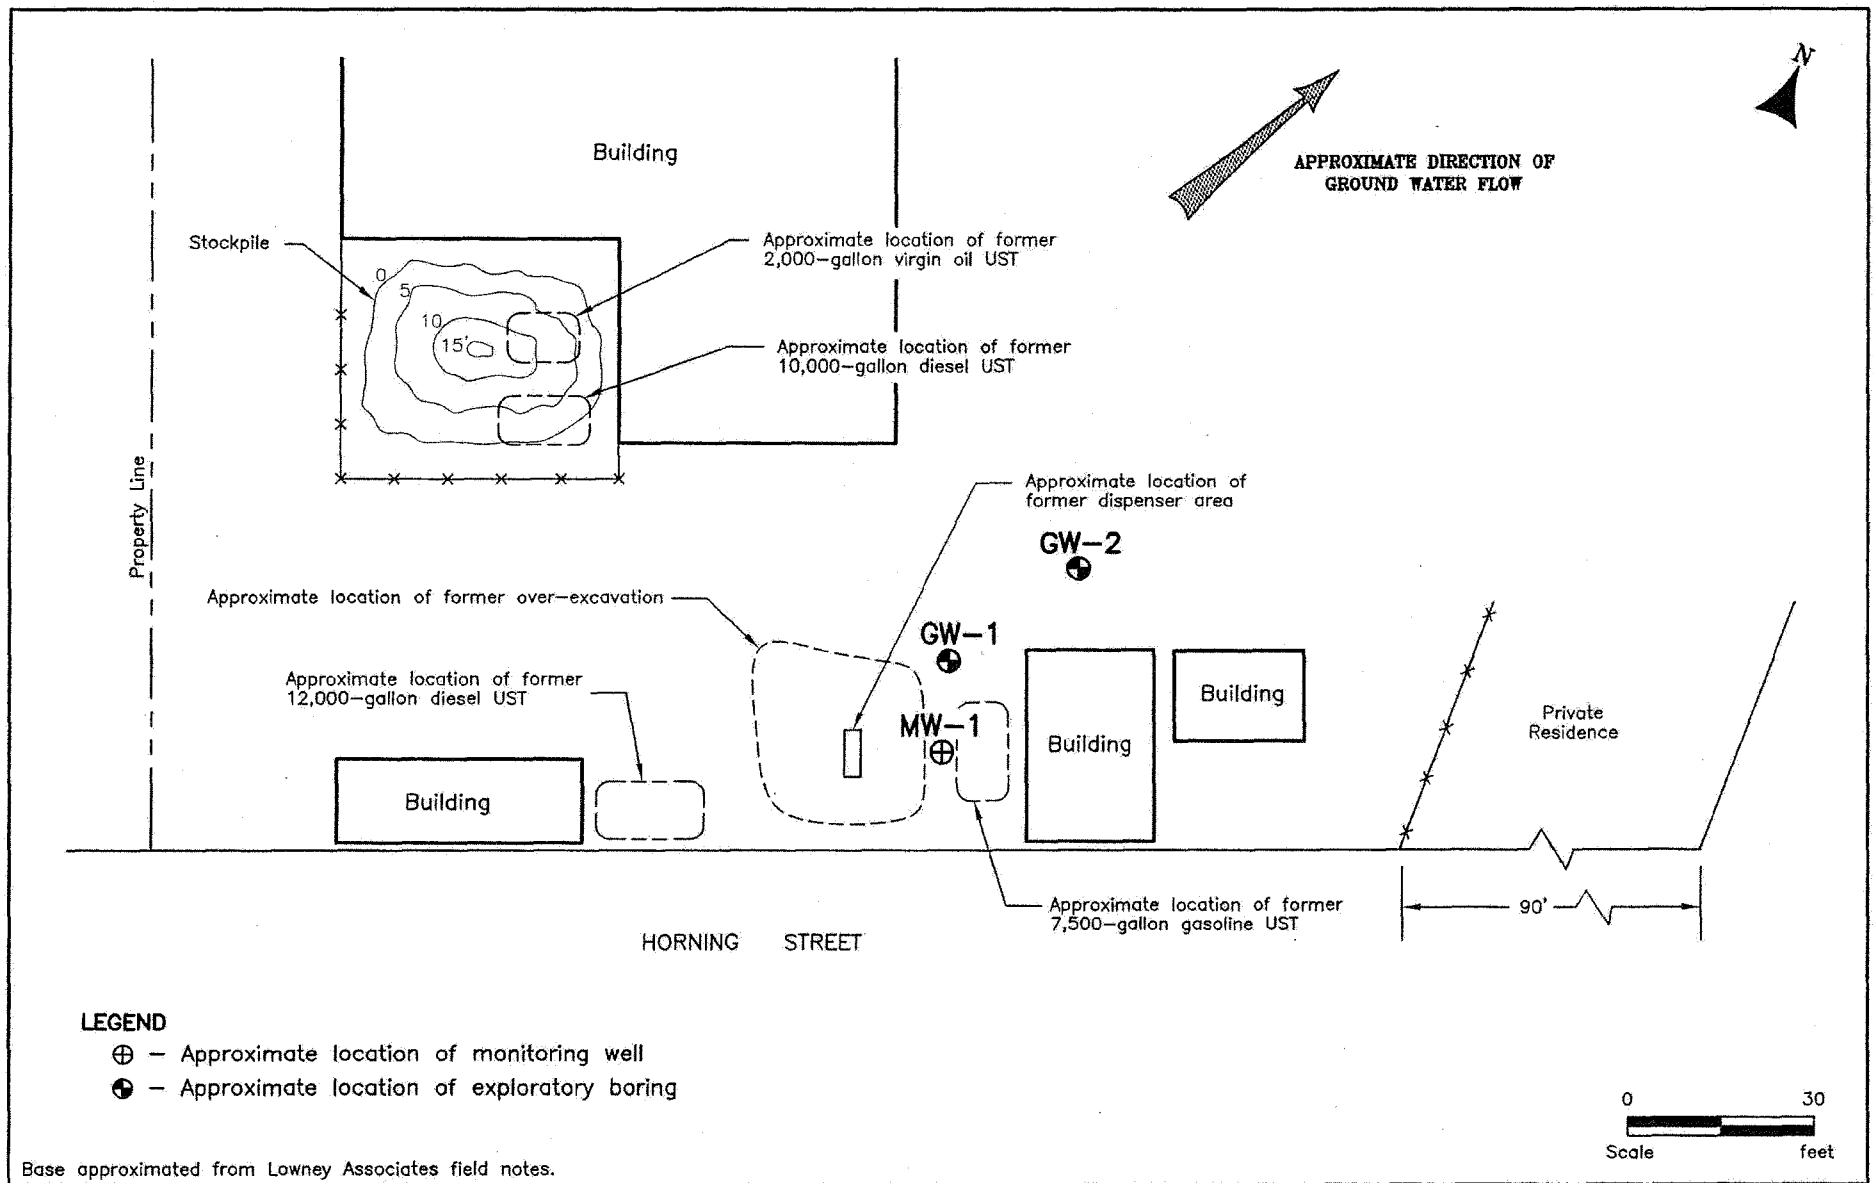 N
Building
APPROXIMATE DIRECTION OF
GROUND WATER FLOW
Stockpile
Approximate location of former
2,000-gallon virgin oil UST
0
5
10
15'
Approximate location of former
10,000-gallon diesel UST
Property Line
Approximate location of
former dispenser area
GW-2
Approximate location of former over-excavation
GW-1
Approximate location of former
12,000-gallon diesel UST
MW-1
Building
Building
Building
Private
Residence
Approximate location of former
7,500-gallon gasoline UST
90'
HORNING STREET
LEGEND
– Approximate location of monitoring well
– Approximate location of exploratory boring
0 30
Scale feet
Base approximated from Lowney Associates field notes.